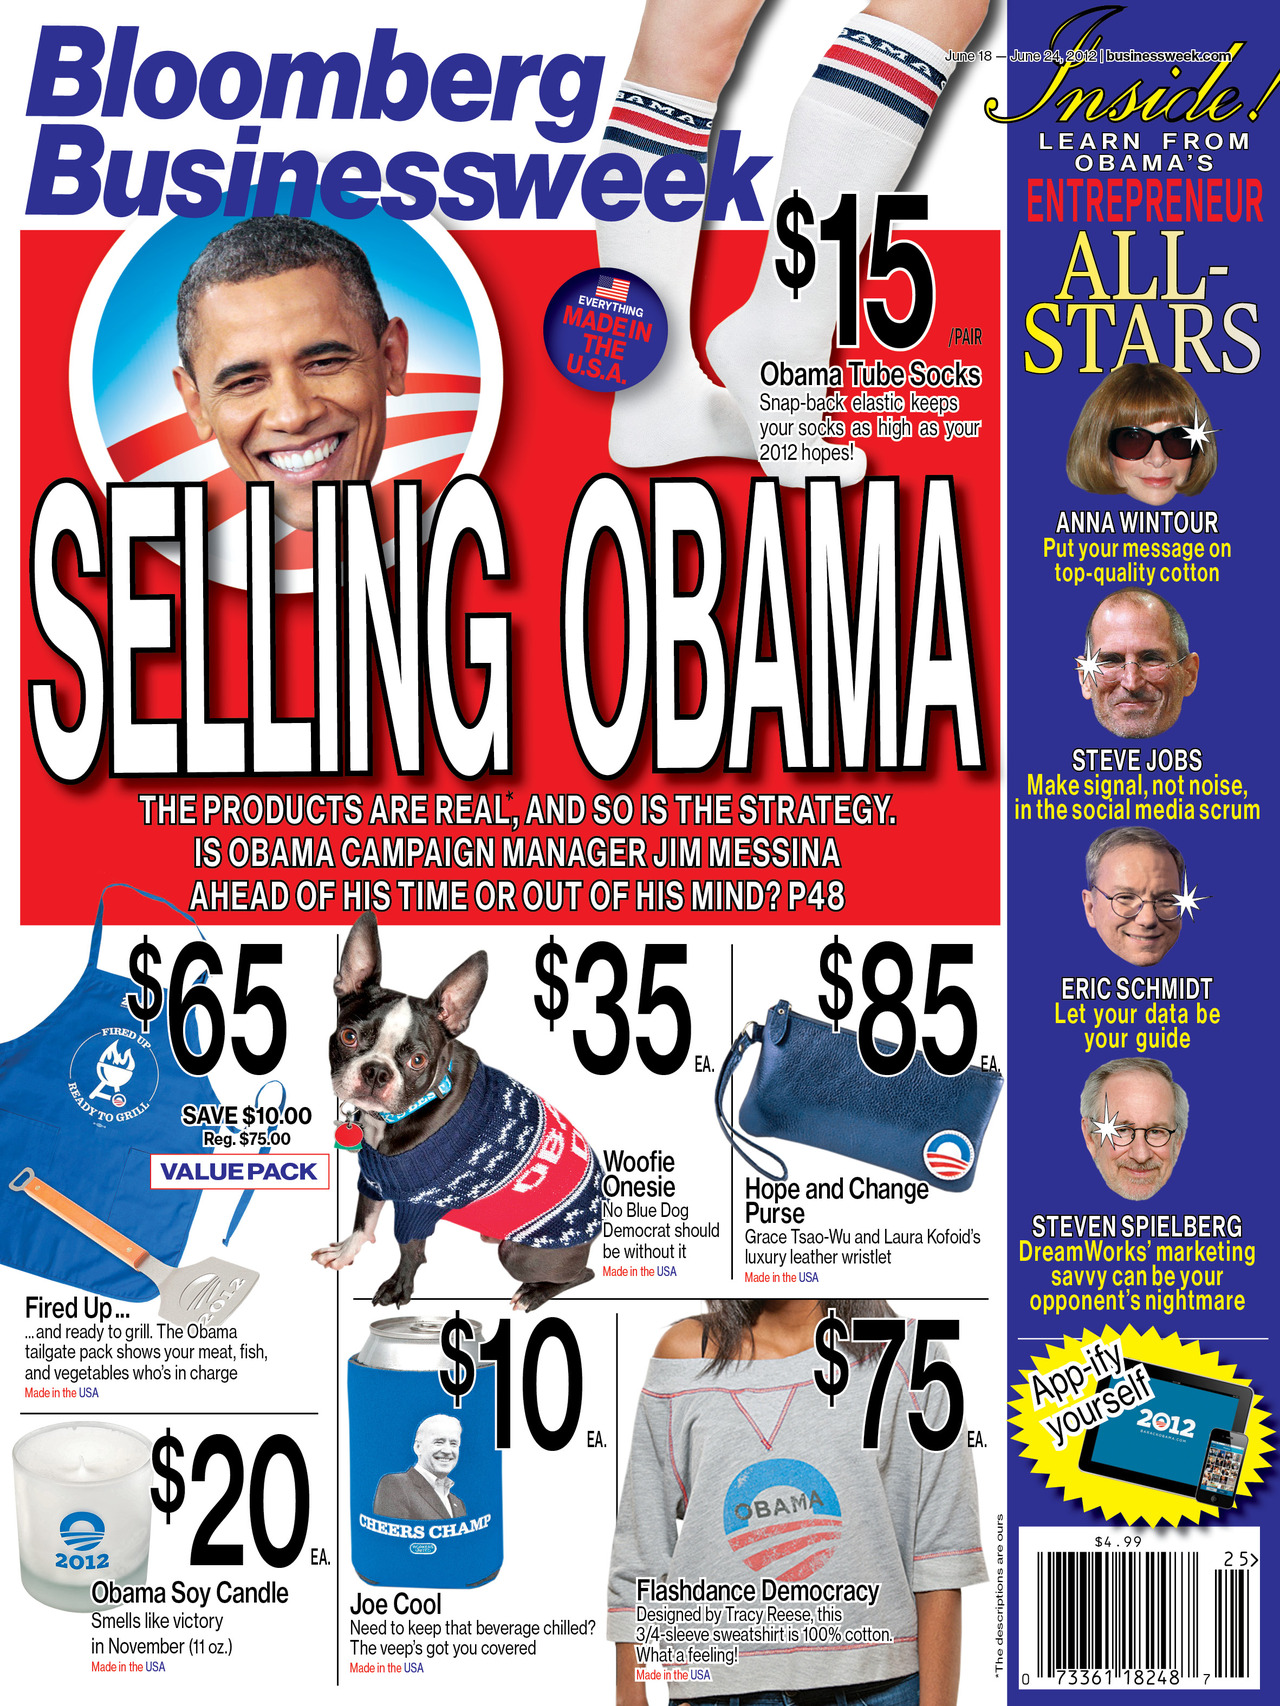 Bloomberg
Businessweek
June 18 — June 24, 2012 | businessweek.com
Inside!
LEARN FROM
OBAMA'S
ENTREPRENEUR
ALL-
STARS
ANNA WINTOUR
Put your message on
top-quality cotton
STEVE JOBS
Make signal, not noise,
in the social media scrum
ERIC SCHMIDT
Let your data be
your guide
STEVEN SPIELBERG
DreamWorks' marketing
savvy can be your
opponent's nightmare
App-ify
yourself
2012
BARACKOBAMA.COM
$4.99
25>
0 73361 18248 7
*The descriptions are ours
OBAMA
OBAMA
$15
/PAIR
Obama Tube Socks
Snap-back elastic keeps
your socks as high as your
2012 hopes!
EVERYTHING
MADE IN
THE
U.S.A.
SELLING OBAMA
THE PRODUCTS ARE REAL*, AND SO IS THE STRATEGY.
IS OBAMA CAMPAIGN MANAGER JIM MESSINA
AHEAD OF HIS TIME OR OUT OF HIS MIND? P48
$65
FIRED UP
READY TO GRILL
SAVE $10.00
Reg. $75.00
VALUE PACK
2012
Fired Up...
...and ready to grill. The Obama
tailgate pack shows your meat, fish,
and vegetables who's in charge
Made in the USA
$35
EA.
Woofie
Onesie
No Blue Dog
Democrat should
be without it
Made in the USA
$85
EA.
Hope and Change
Purse
Grace Tsao-Wu and Laura Kofoid's
luxury leather wristlet
Made in the USA
$20
EA.
2012
Obama Soy Candle
Smells like victory
in November (11 oz.)
Made in the USA
$10
EA.
CHEERS CHAMP
Joe Cool
Need to keep that beverage chilled?
The veep's got you covered
Made in the USA
$75
EA.
OBAMA
Flashdance Democracy
Designed by Tracy Reese, this
3/4-sleeve sweatshirt is 100% cotton.
What a feeling!
Made in the USA